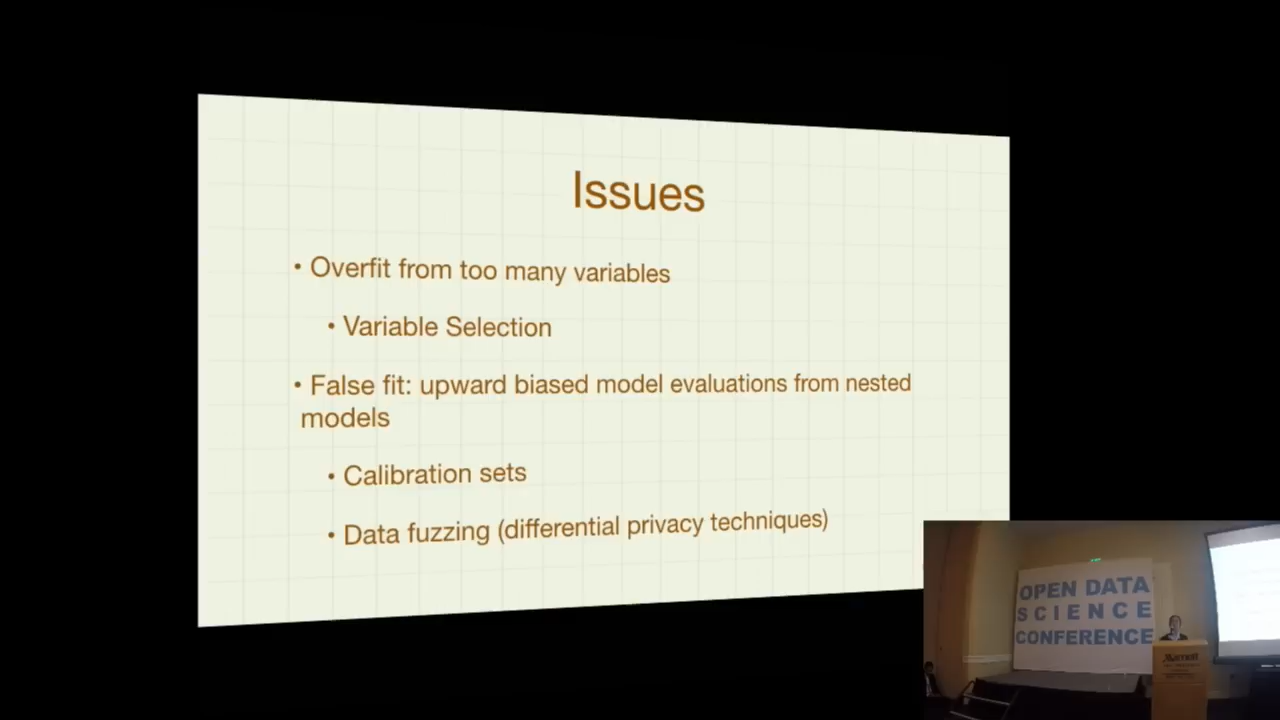 Issues
• Overfit from too many variables
• Variable Selection
• False fit: upward biased model evaluations from nested
models
• Calibration sets
• Data fuzzing (differential privacy techniques)
OPEN DATA
SCIENCE
CONFERENCE
Marriott